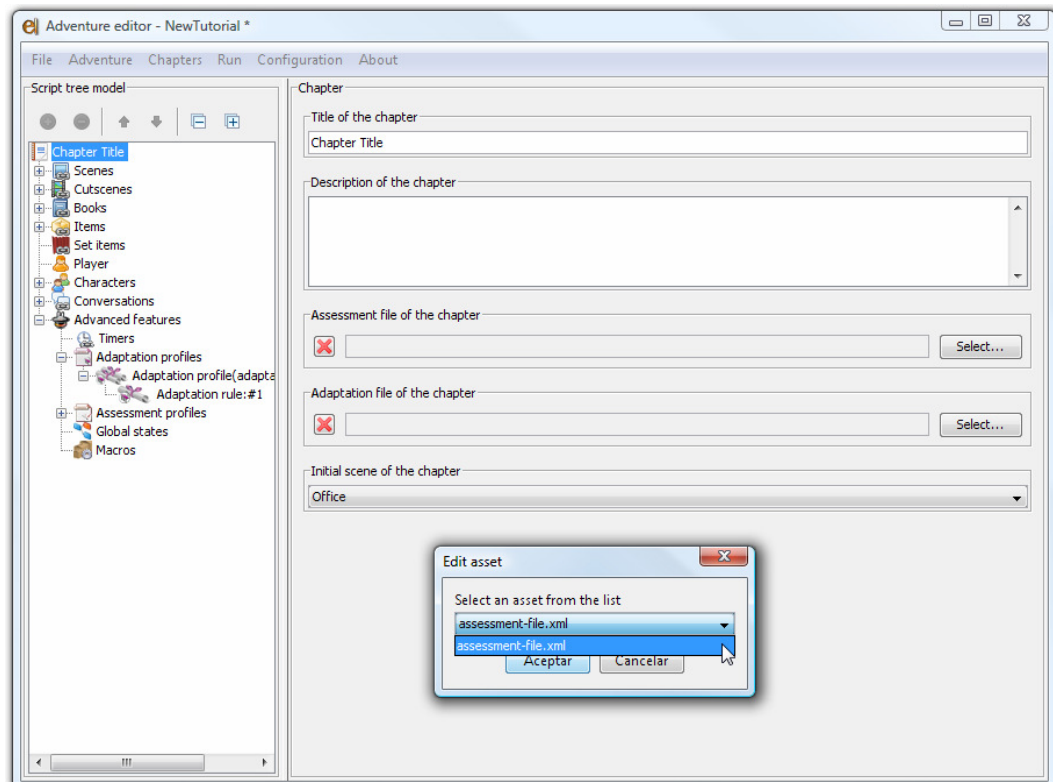 Adventure editor - NewTutorial *
File Adventure Chapters Run Configuration About
Script tree model
Chapter Title
Scenes
Cutscenes
Books
Items
Set items
Player
Characters
Conversations
Advanced features
Timers
Adaptation profiles
Adaptation profile(adapta
Adaptation rule:#1
Assessment profiles
Global states
Macros
Chapter
Title of the chapter
Chapter Title
Description of the chapter
Assessment file of the chapter
Select...
Adaptation file of the chapter
Select...
Initial scene of the chapter
Office
Edit asset
Select an asset from the list
assessment-file.xml
assessment-file.xml
Aceptar Cancelar